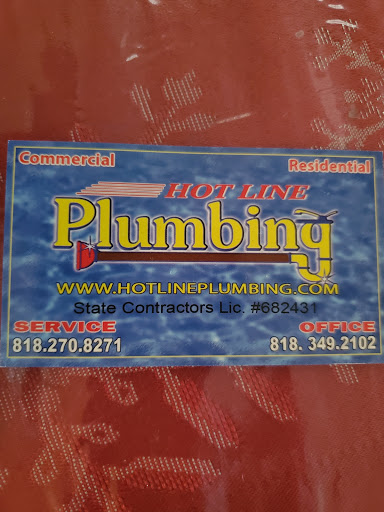 Commercial
Residential
HOT LINE
Plumbing
WWW.HOTLINEPLUMBING.COM
State Contractors Lic. #682431
SERVICE OFFICE
818.270.8271 818. 349.2102